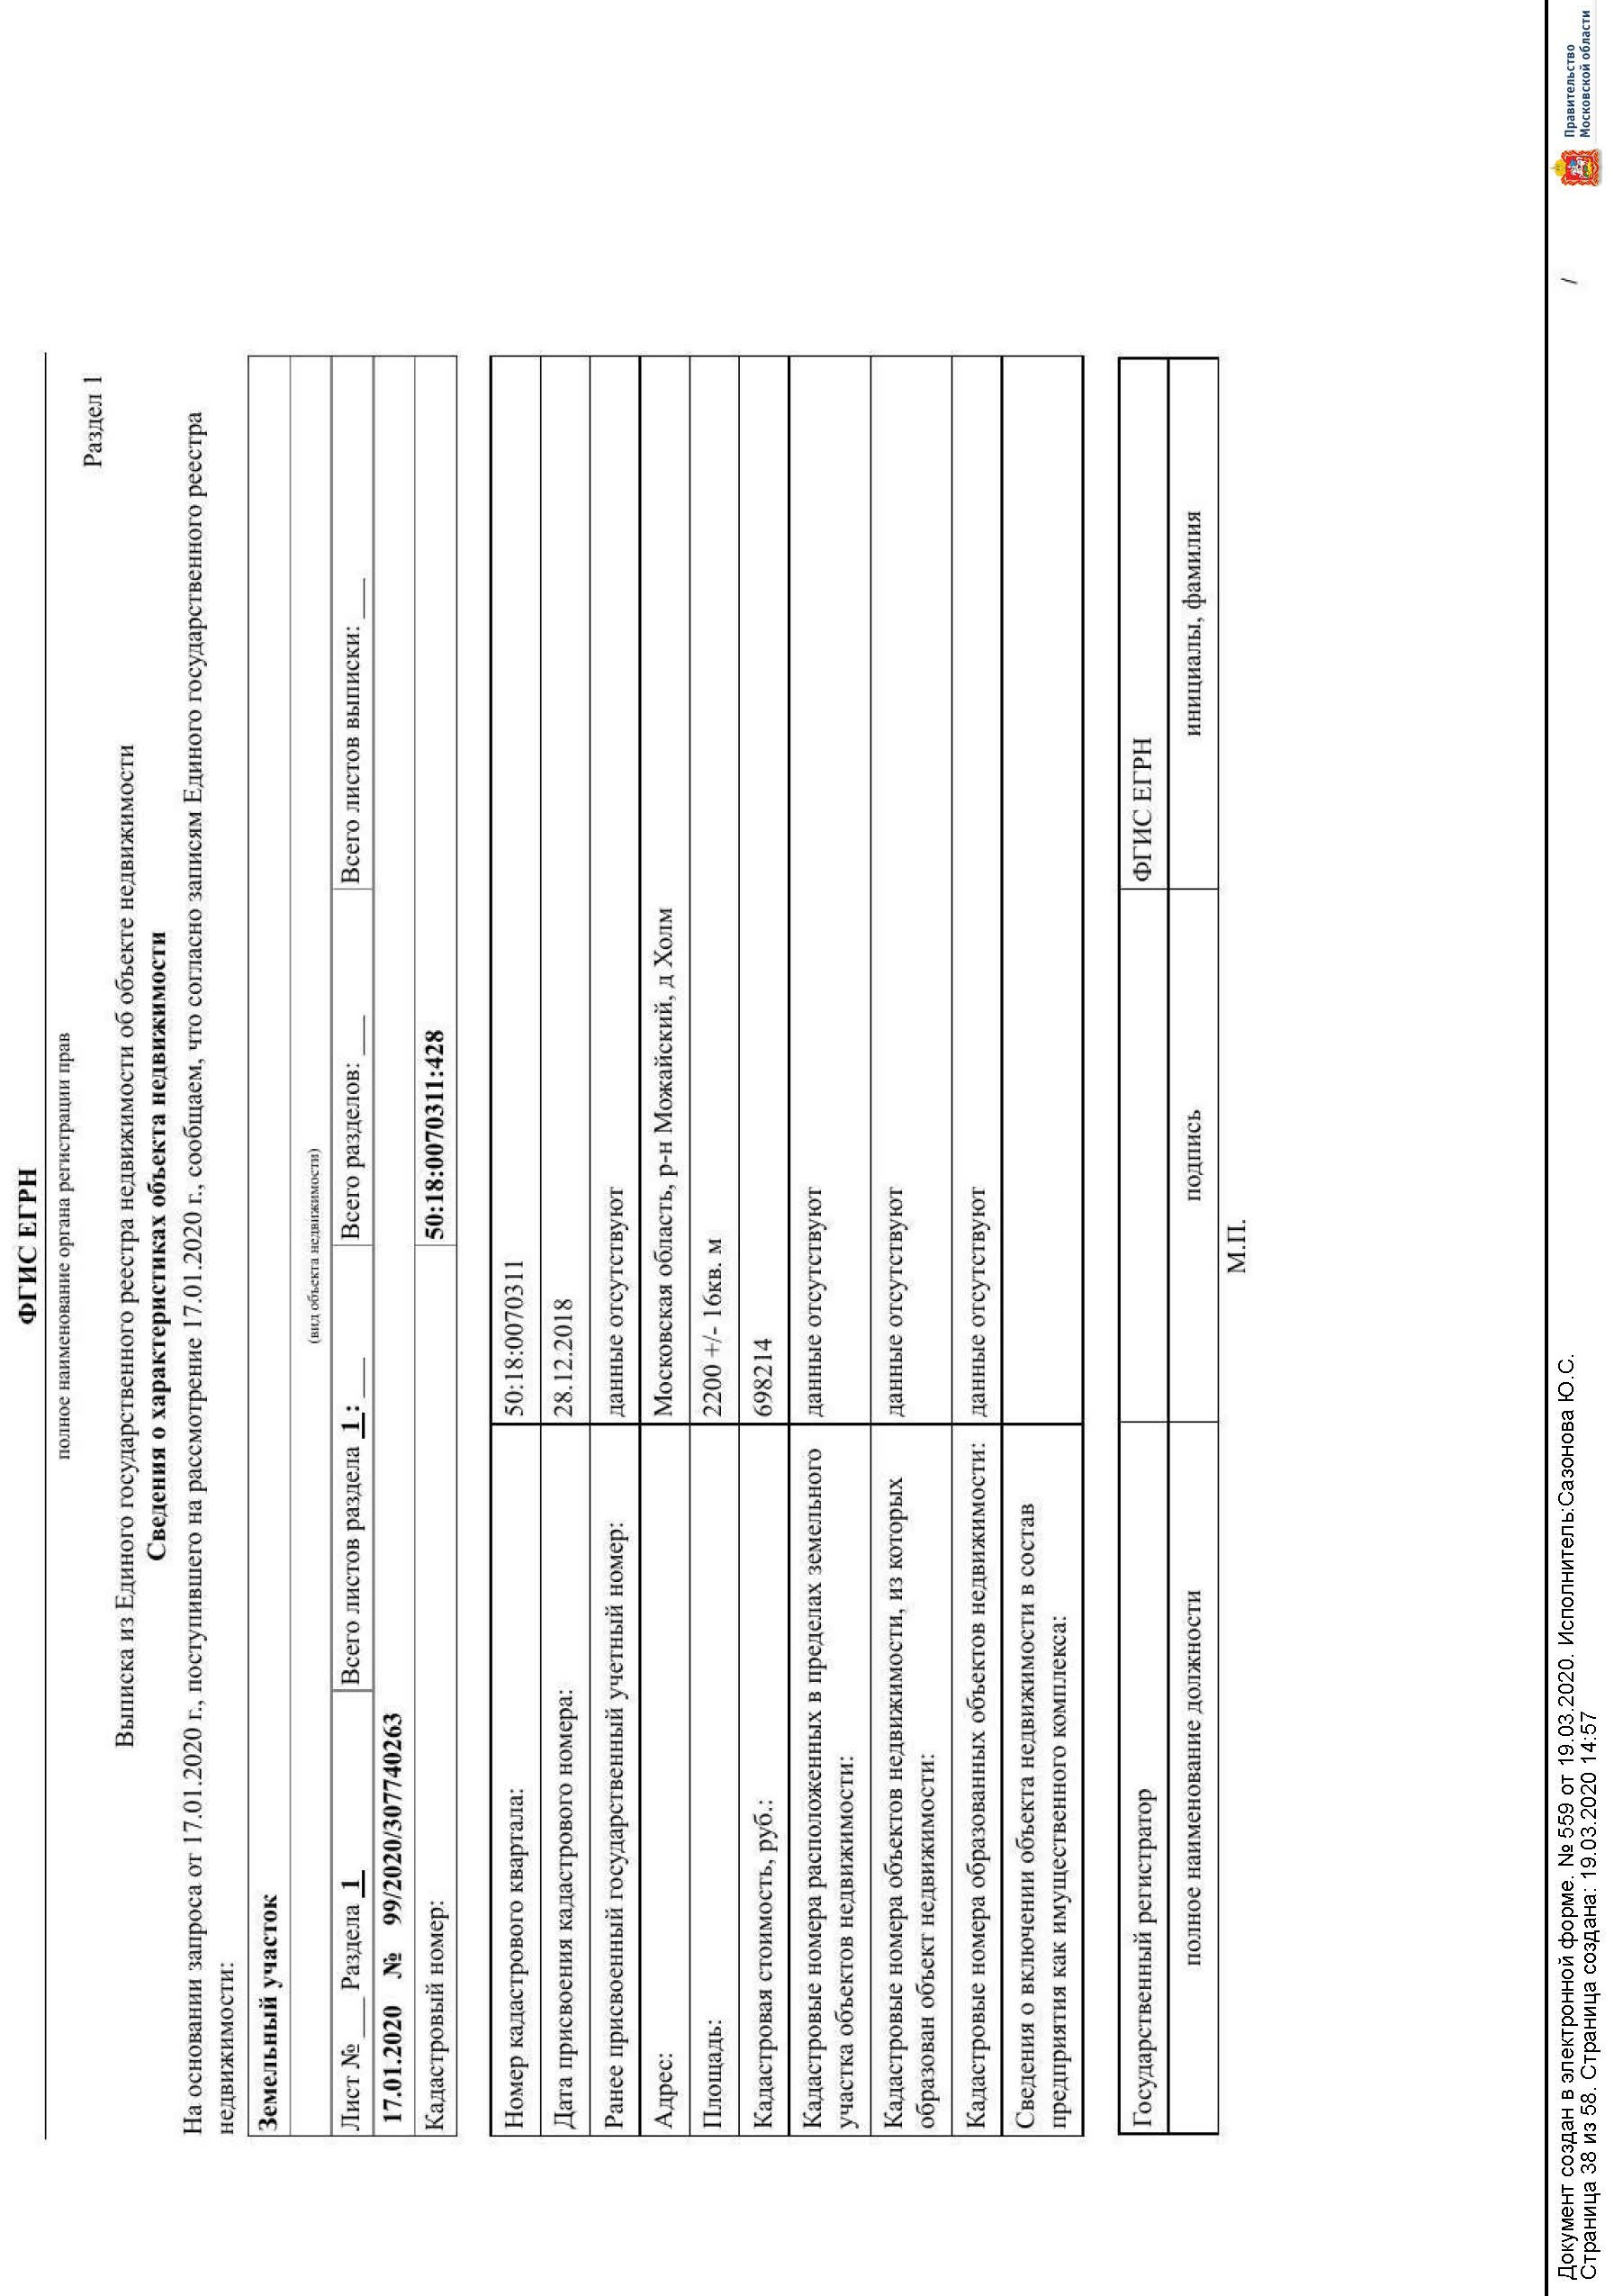 ФГИС ЕГРН
полное наименование органа регистрации прав
Раздел 1
Выписка из Единого государственного реестра недвижимости об объекте недвижимости
Сведения о характеристиках объекта недвижимости
На основании запроса от 17.01.2020 г., поступившего на рассмотрение 17.01.2020 г., сообщаем, что согласно записям Единого государственного реестра
недвижимости:
Земельный участок
(вид объекта недвижимости)
Лист № ___ Раздела 1 Всего листов раздела 1 : ___ Всего разделов: ___ Всего листов выписки: ___
17.01.2020 № 99/2020/307740263
Кадастровый номер: 50:18:0070311:428
Номер кадастрового квартала: 50:18:0070311
Дата присвоения кадастрового номера: 28.12.2018
Ранее присвоенный государственный учетный номер: данные отсутствуют
Адрес: Московская область, р-н Можайский, д Холм
Площадь: 2200 +/- 16кв. м
Кадастровая стоимость, руб.: 698214
Кадастровые номера расположенных в пределах земельного данные отсутствуют
участка объектов недвижимости:
Кадастровые номера объектов недвижимости, из которых данные отсутствуют
образован объект недвижимости:
Кадастровые номера образованных объектов недвижимости: данные отсутствуют
Сведения о включении объекта недвижимости в состав
предприятия как имущественного комплекса:
Государственный регистратор ФГИС ЕГРН
полное наименование должности подпись инициалы, фамилия
М.П.
Документ создан в электронной форме. № 559 от 19.03.2020. Исполнитель:Сазонова Ю.С.
Страница 38 из 58. Страница создана: 19.03.2020 14:57
/
Правительство
Московской области